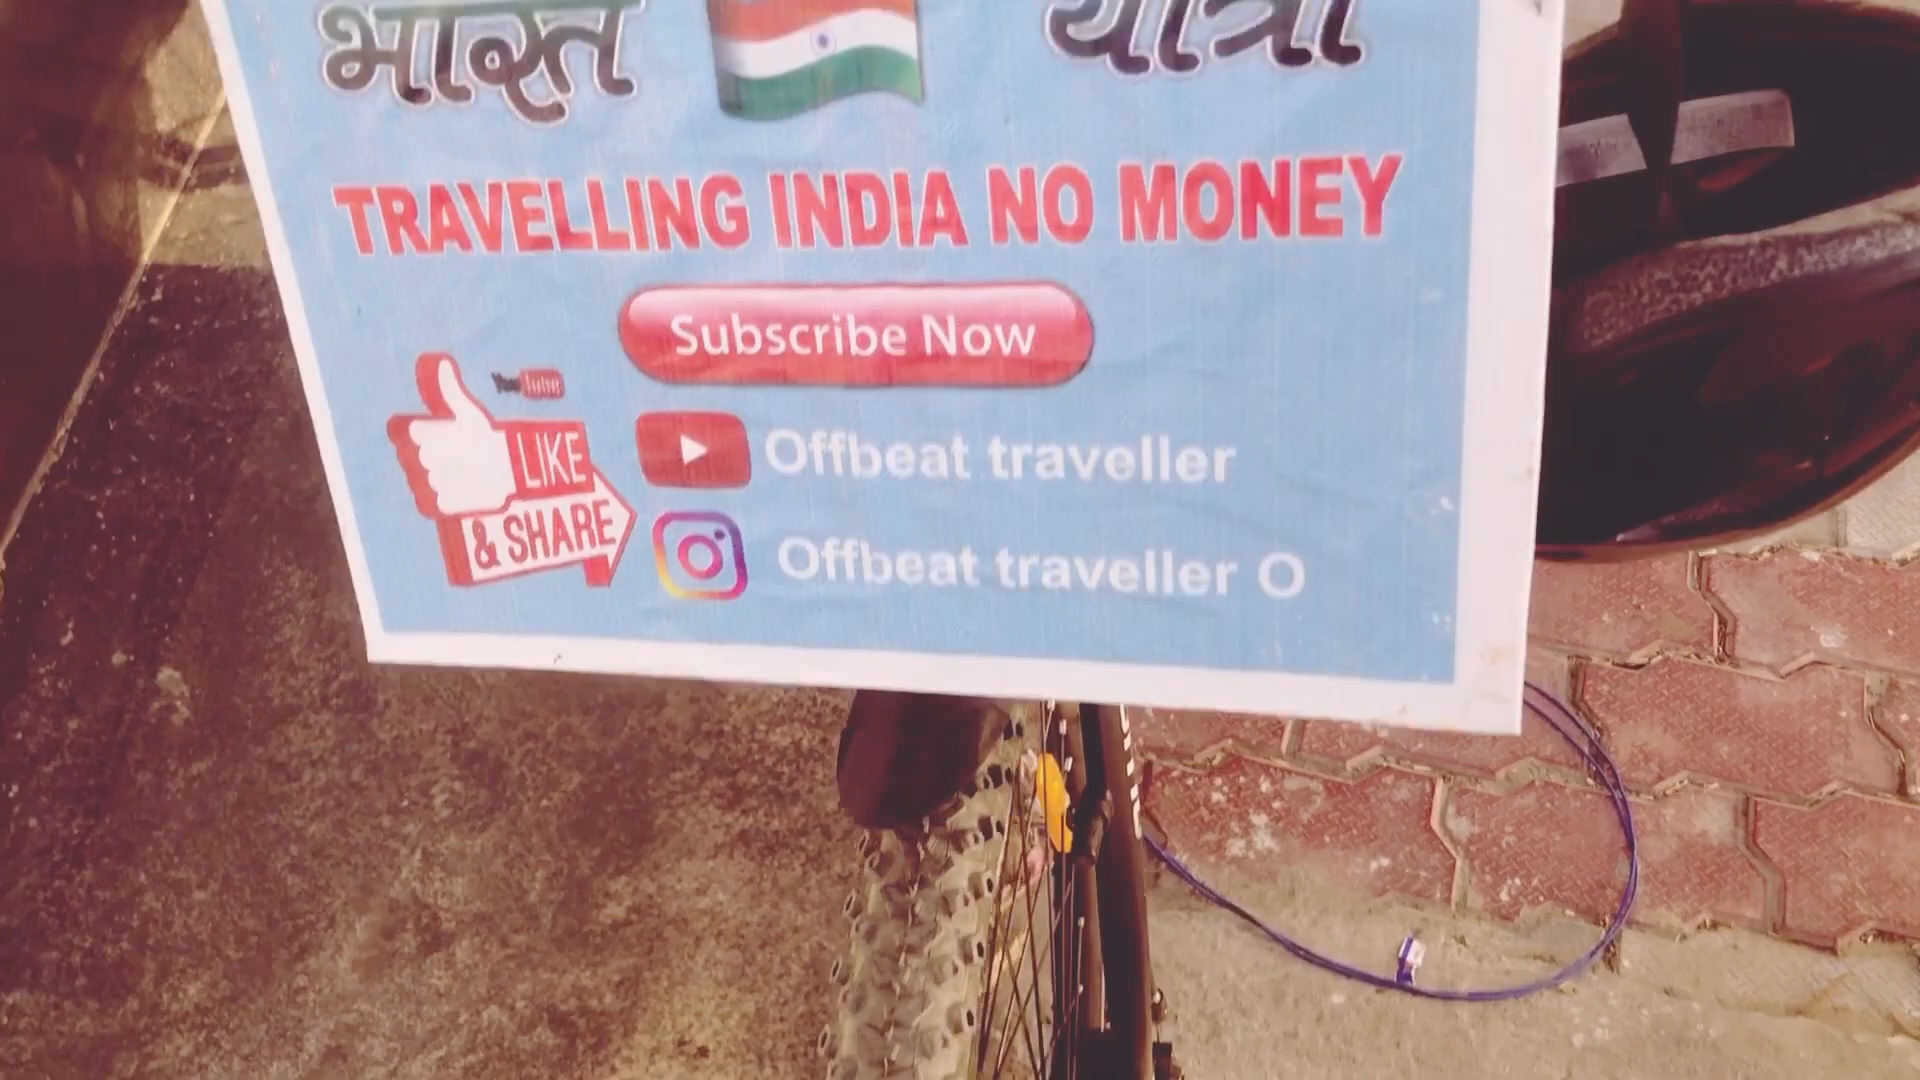 भारत यात्रा
TRAVELLING INDIA NO MONEY
Subscribe Now
YouTube
LIKE
& SHARE
Offbeat traveller
Offbeat traveller O